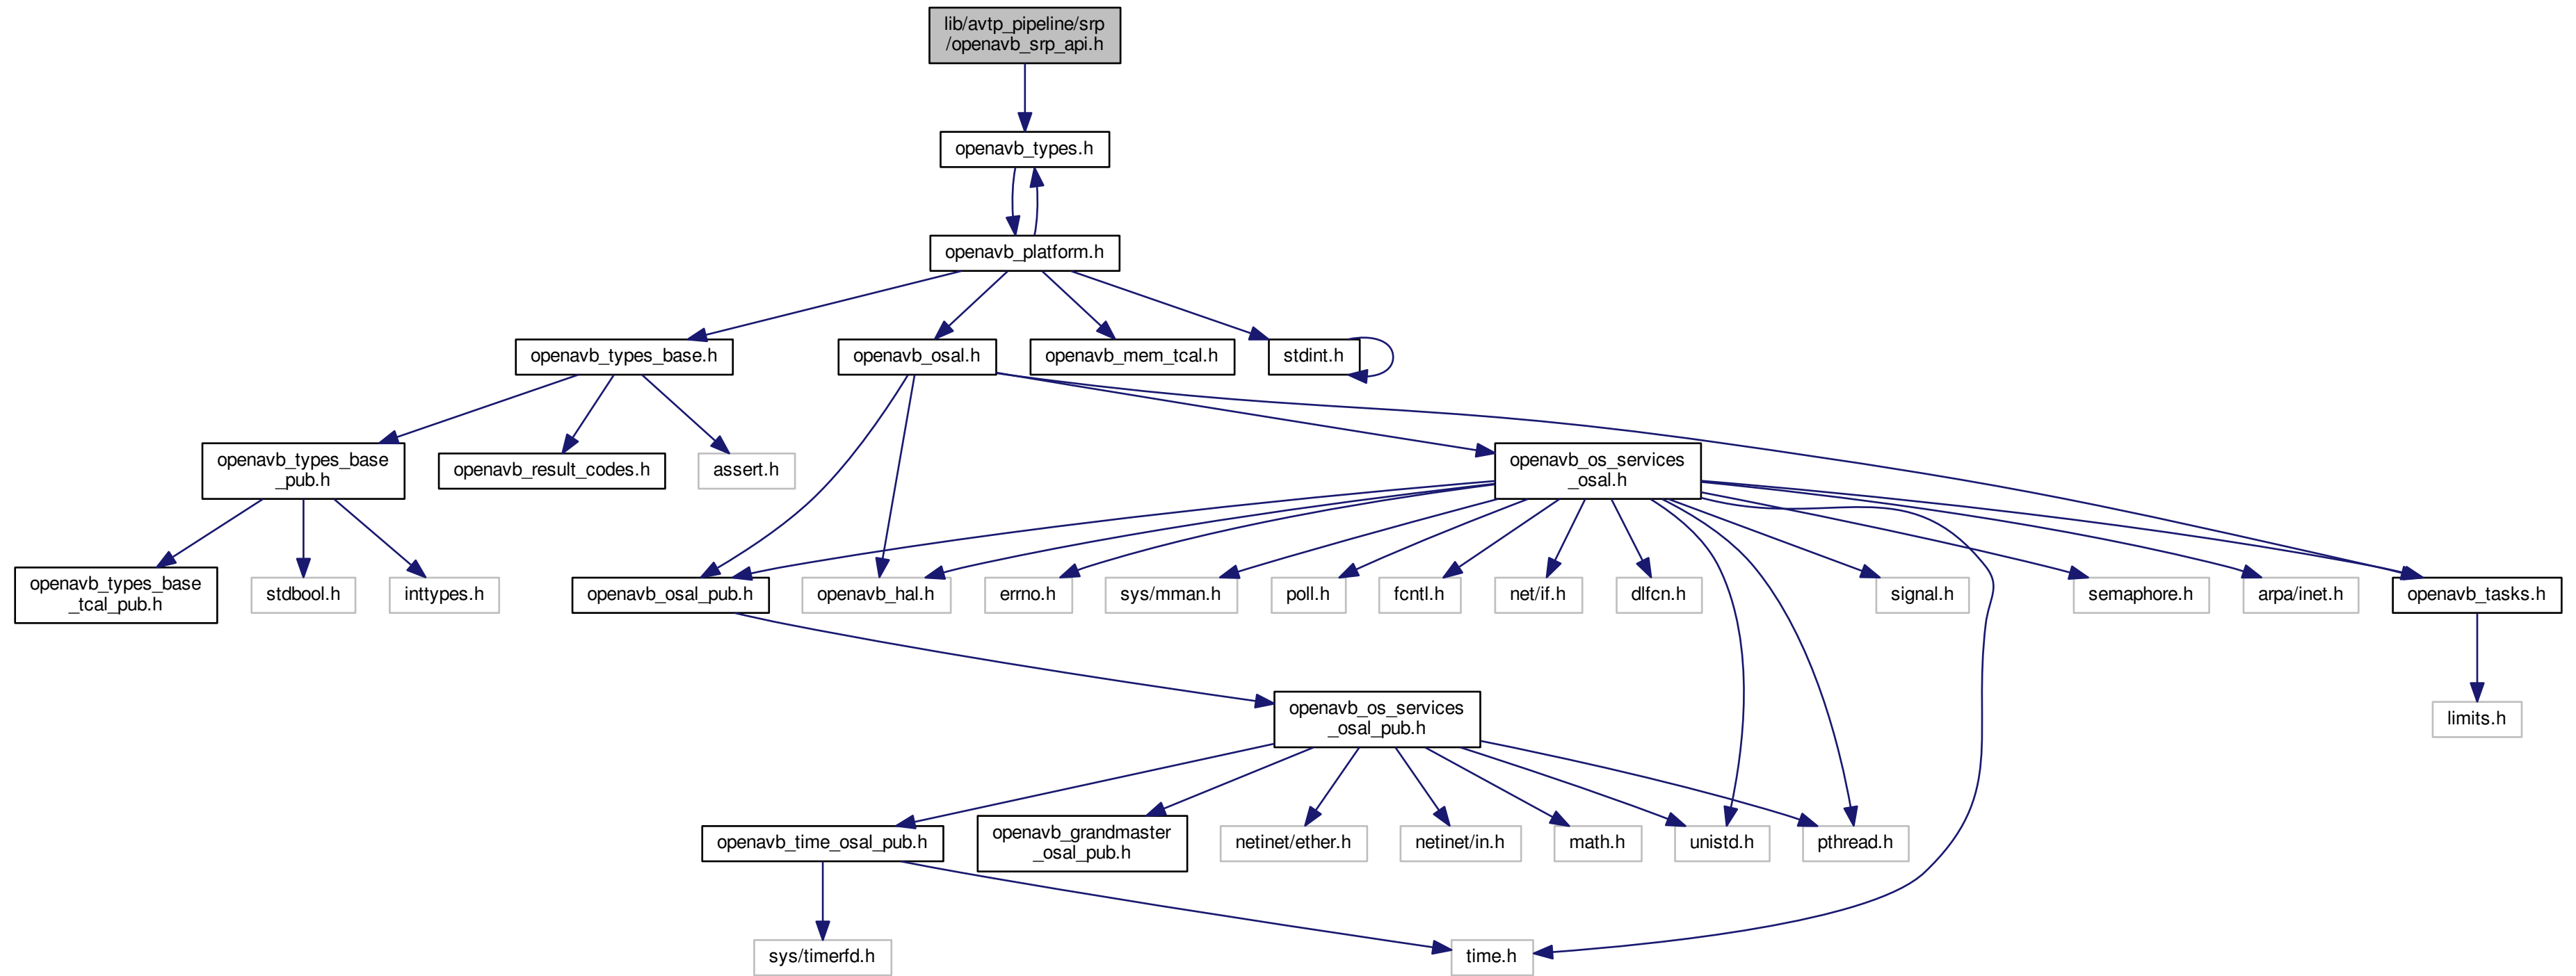 lib/avtp_pipeline/srp
/openavb_srp_api.h
openavb_types.h
openavb_platform.h
openavb_types_base.h
openavb_osal.h
openavb_mem_tcal.h
stdint.h
openavb_types_base
_pub.h
openavb_result_codes.h
assert.h
openavb_os_services
_osal.h
openavb_types_base
_tcal_pub.h
stdbool.h
inttypes.h
openavb_osal_pub.h
openavb_hal.h
errno.h
sys/mman.h
poll.h
fcntl.h
net/if.h
dlfcn.h
signal.h
semaphore.h
arpa/inet.h
openavb_tasks.h
openavb_os_services
_osal_pub.h
limits.h
openavb_time_osal_pub.h
openavb_grandmaster
_osal_pub.h
netinet/ether.h
netinet/in.h
math.h
unistd.h
pthread.h
sys/timerfd.h
time.h